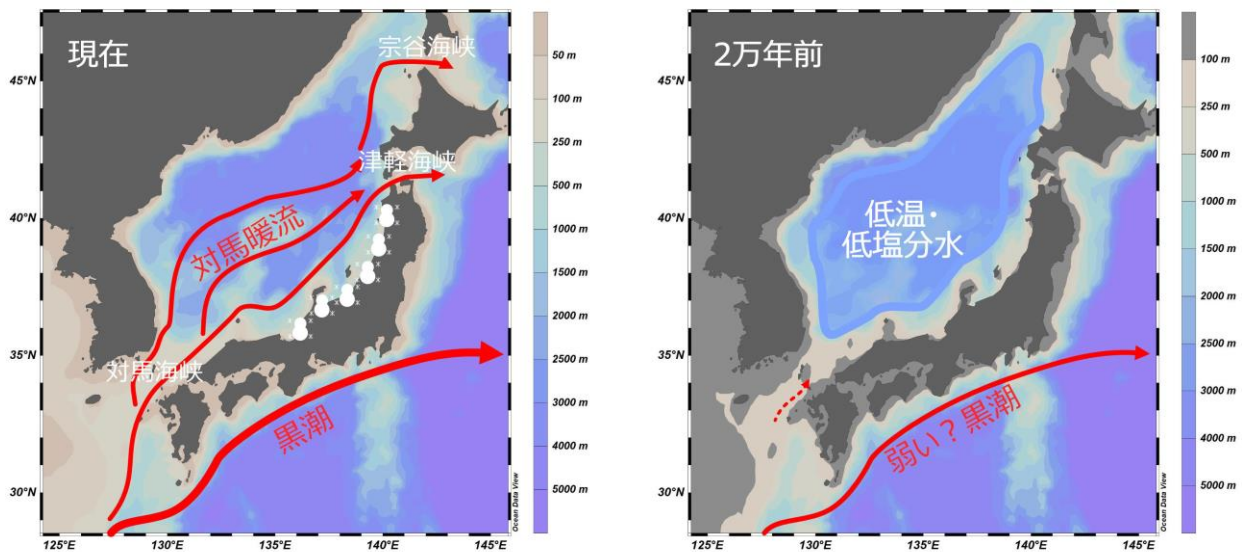 現在
宗谷海峡
津軽海峡
対馬暖流
対馬海峡
黒潮
45°N
40°N
35°N
30°N
125°E
130°E
135°E
140°E
145°E
50 m
100 m
250 m
500 m
1000 m
1500 m
2000 m
2500 m
3000 m
4000 m
5000 m
Ocean Data View
2万年前
低温・
低塩分水
弱い？黒潮
45°N
40°N
35°N
30°N
125°E
130°E
135°E
140°E
145°E
100 m
250 m
500 m
1000 m
1500 m
2000 m
2500 m
3000 m
4000 m
5000 m
Ocean Data View